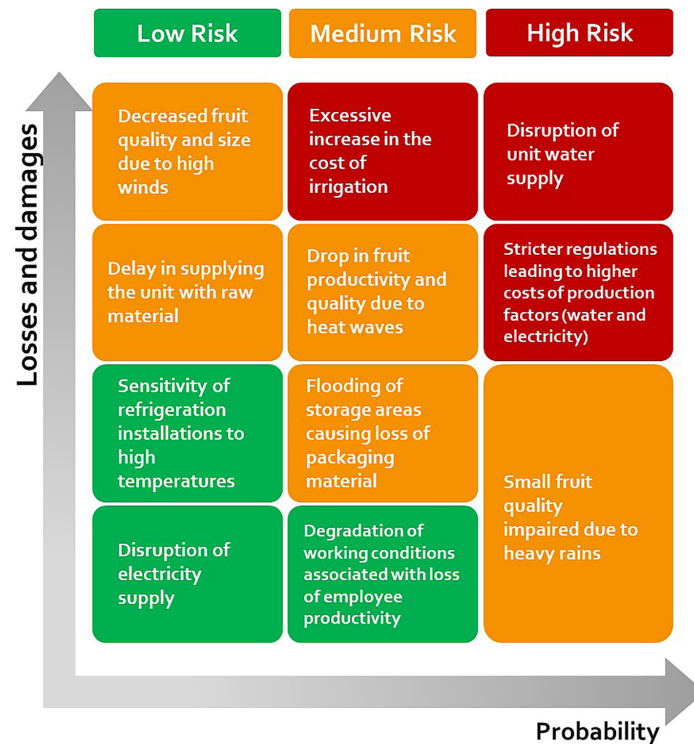 Low Risk
Medium Risk
High Risk
Losses and damages
Decreased fruit
quality and size
due to high
winds
Excessive
increase in the
cost of
irrigation
Disruption of
unit water
supply
Delay in supplying
the unit with raw
material
Drop in fruit
productivity and
quality due to
heat waves
Stricter regulations
leading to higher
costs of production
factors (water and
electricity)
Sensitivity of
refrigeration
installations to
high
temperatures
Flooding of
storage areas
causing loss of
packaging
material
Small fruit
quality
impaired due to
heavy rains
Disruption of
electricity
supply
Degradation of
working conditions
associated with loss
of employee
productivity
Probability